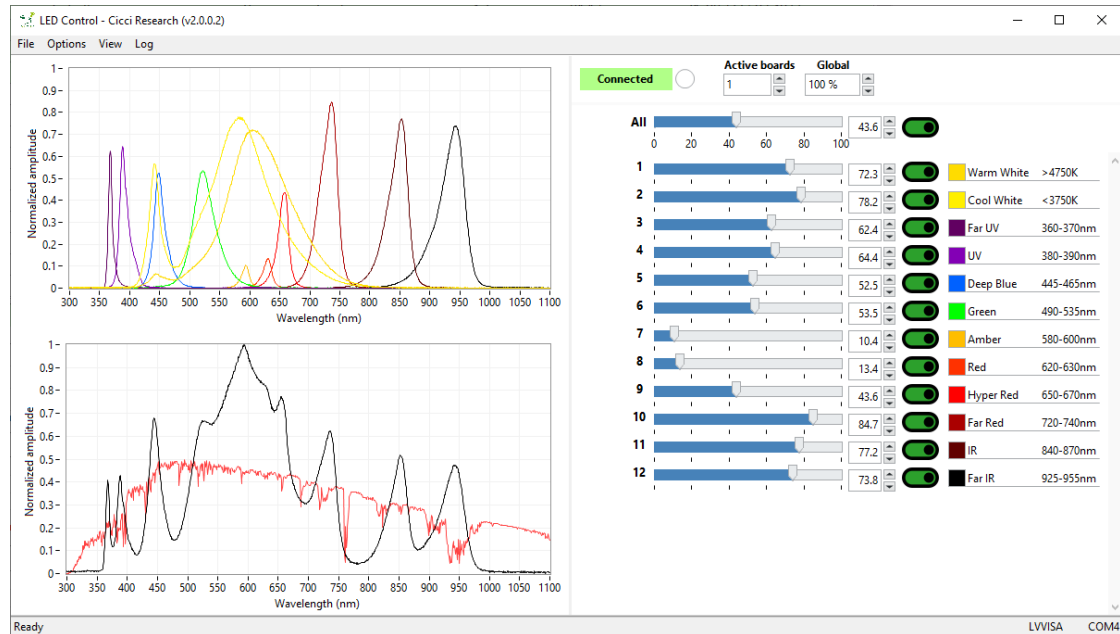 LED Control - Cicci Research (v2.0.0.2)
File Options View Log
1
0.9
0.8
0.7
0.6
0.5
0.4
0.3
0.2
0.1
0
Normalized amplitude
300 350 400 450 500 550 600 650 700 750 800 850 900 950 1000 1050 1100
Wavelength (nm)
1
0.9
0.8
0.7
0.6
0.5
0.4
0.3
0.2
0.1
0
Normalized amplitude
300 350 400 450 500 550 600 650 700 750 800 850 900 950 1000 1050 1100
Wavelength (nm)
Connected
Active boards
1
Global
100 %
All 43.6
0 20 40 60 80 100
1 72.3 Warm White >4750K
2 78.2 Cool White <3750K
3 62.4 Far UV 360-370nm
4 64.4 UV 380-390nm
5 52.5 Deep Blue 445-465nm
6 53.5 Green 490-535nm
7 10.4 Amber 580-600nm
8 13.4 Red 620-630nm
9 43.6 Hyper Red 650-670nm
10 84.7 Far Red 720-740nm
11 77.2 IR 840-870nm
12 73.8 Far IR 925-955nm
Ready LVVISA COM4